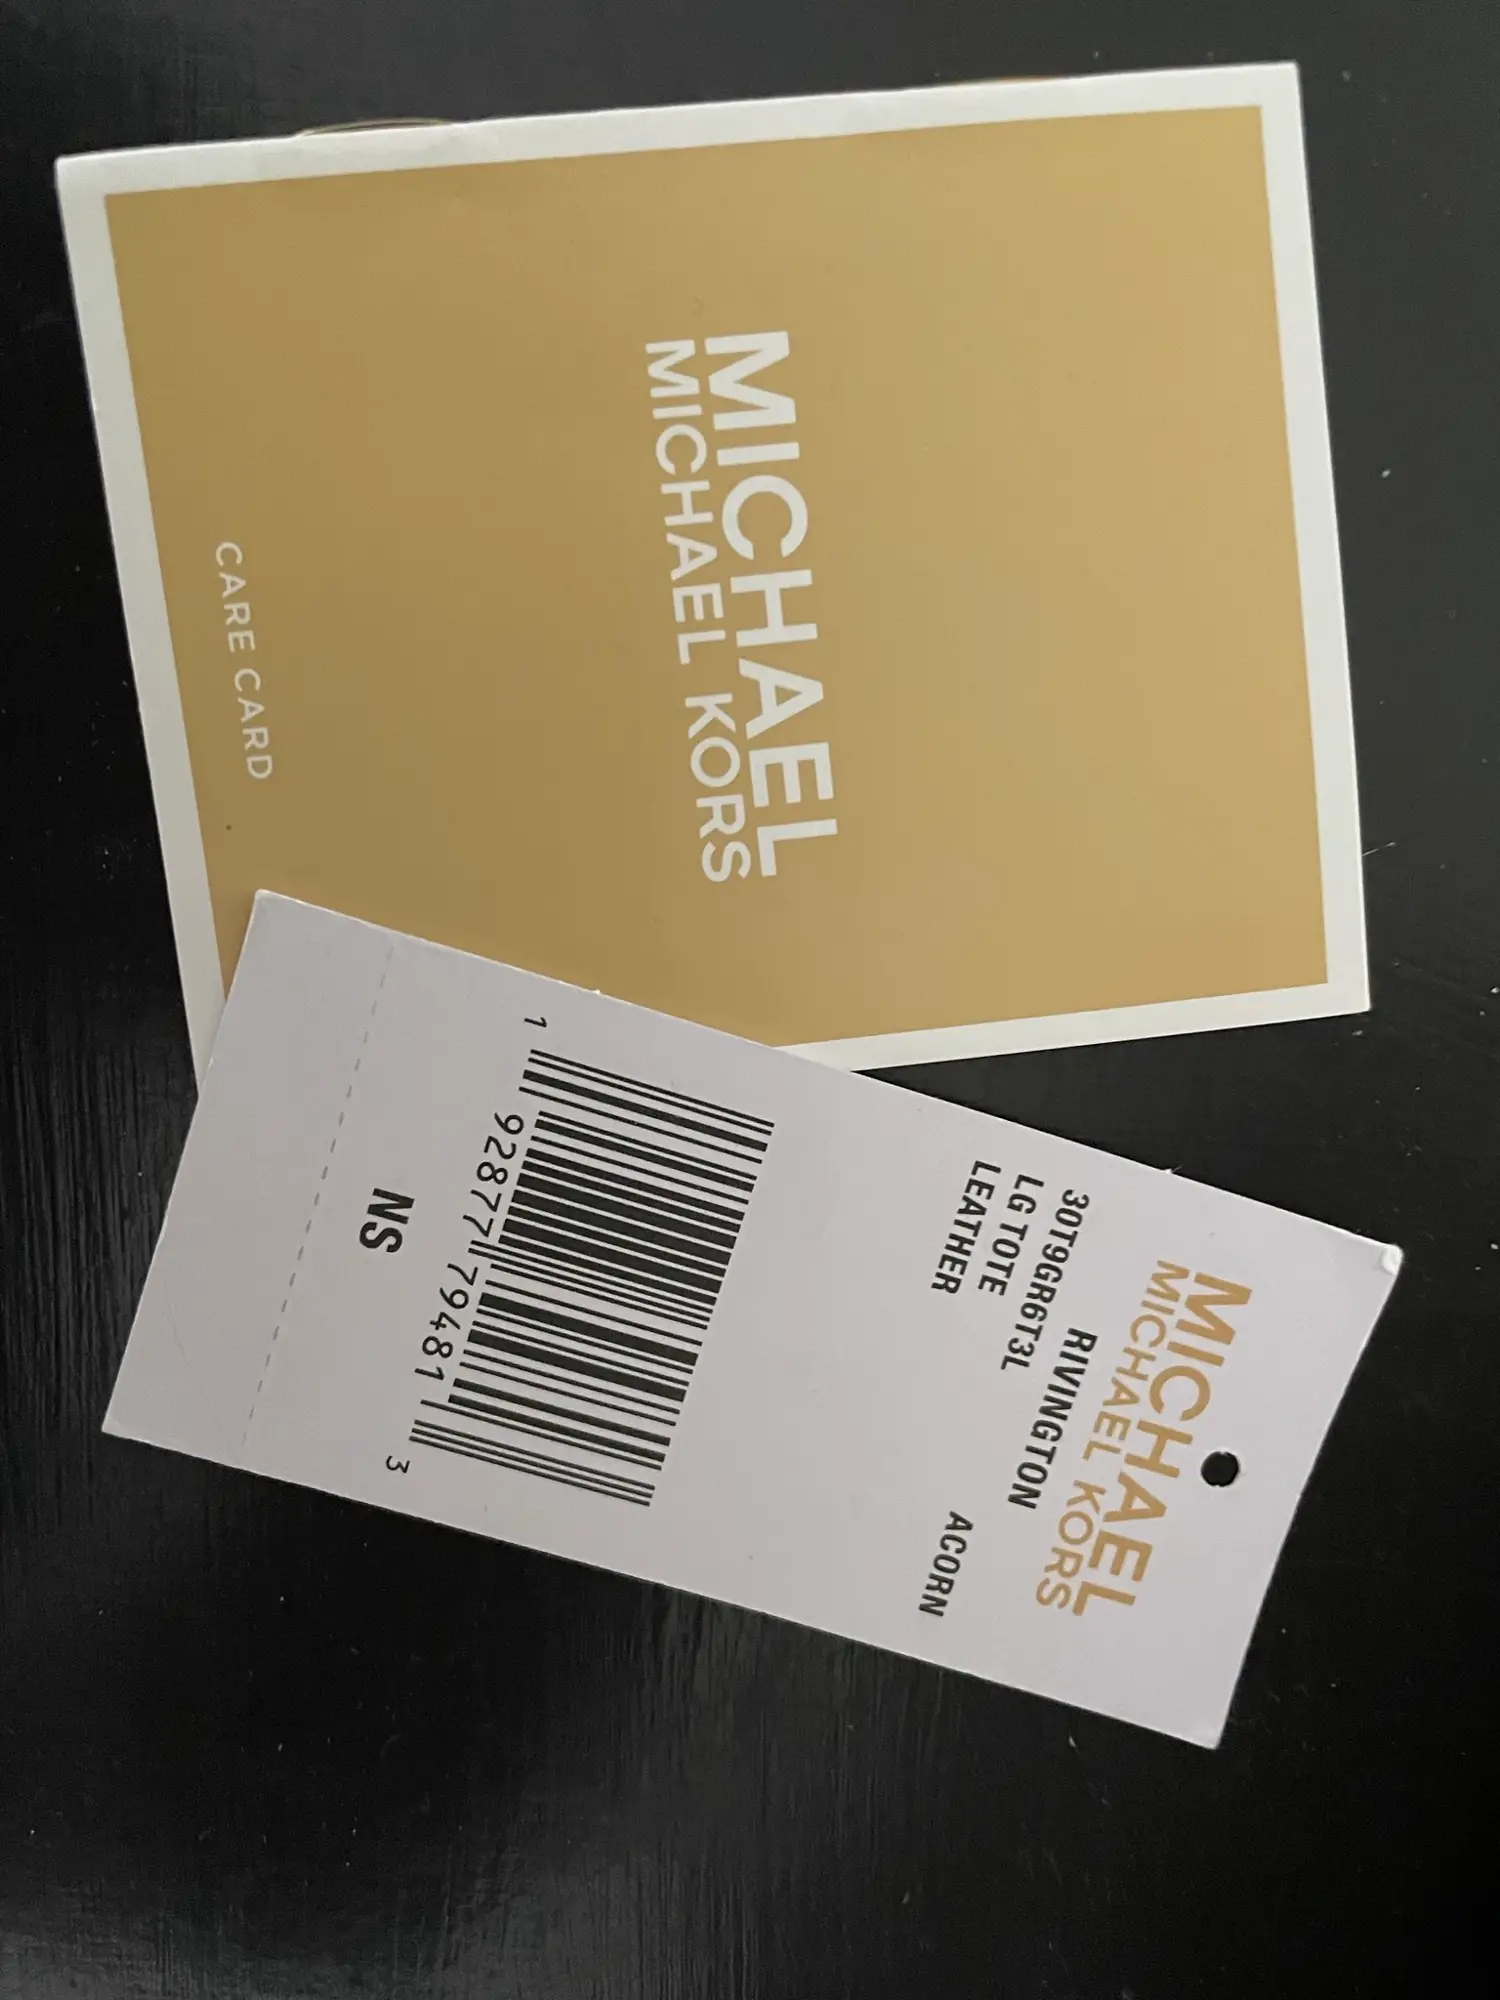 MICHAEL
MICHAEL KORS
CARE CARD
MICHAEL
MICHAEL KORS
RIVINGTON
30T9GR6T3L
LG TOTE
LEATHER ACORN
1 92877 79481 3
NS